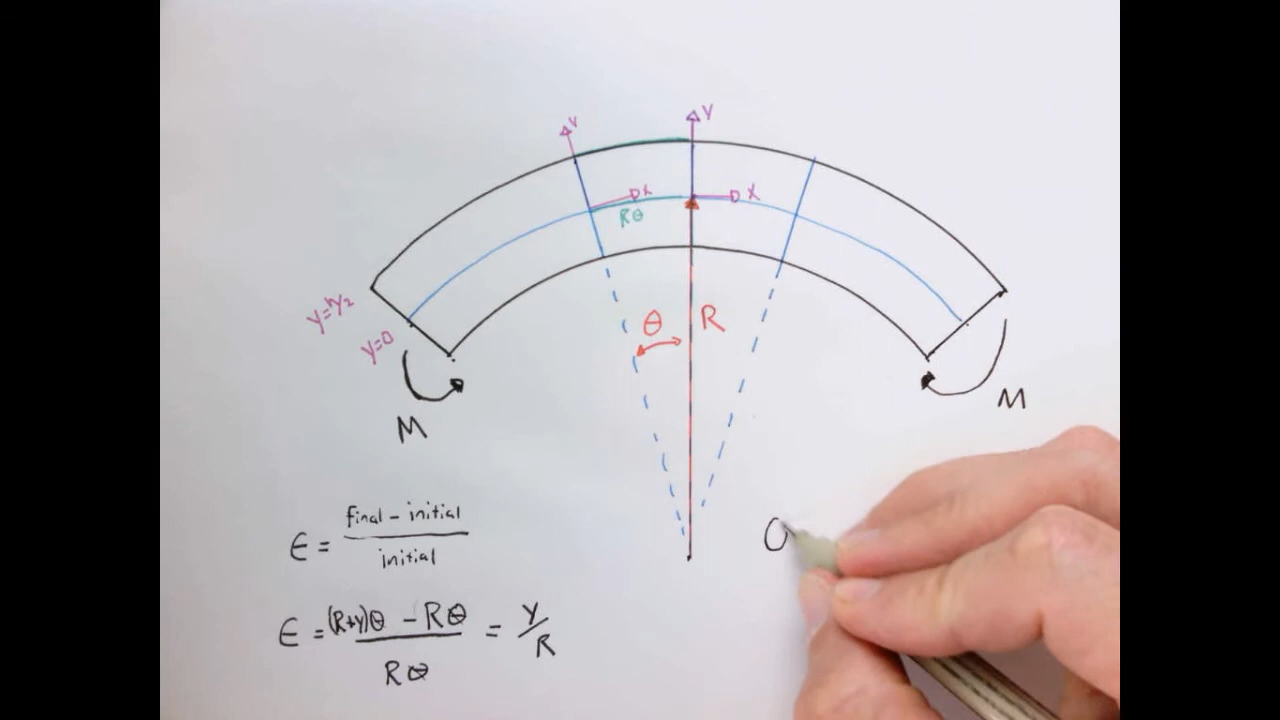 Y
Y
X
X
Rθ
y=y₂
y=0
θ
R
M
M
ϵ = final - initial / initial
σ
ϵ = (R+y)θ - Rθ / Rθ = y/R